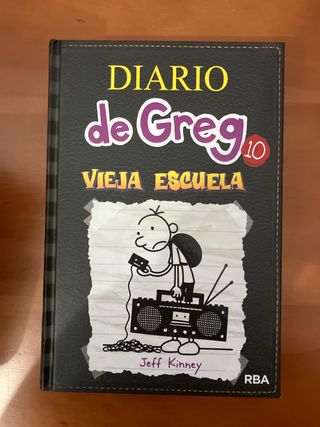 DIARIO
de Greg
10
VIEJA ESCUELA
Jeff Kinney
RBA